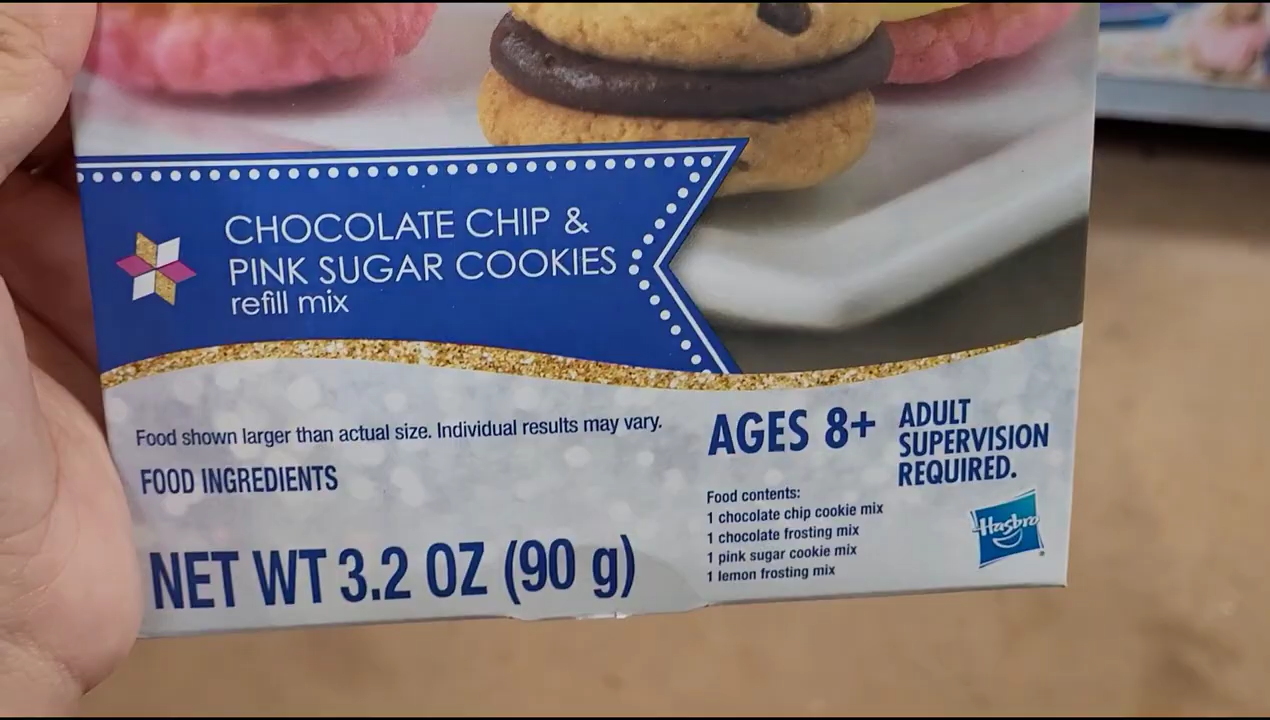 CHOCOLATE CHIP &
PINK SUGAR COOKIES
refill mix
Food shown larger than actual size. Individual results may vary.
FOOD INGREDIENTS
NET WT 3.2 OZ (90 g)
AGES 8+
ADULT
SUPERVISION
REQUIRED.
Food contents:
1 chocolate chip cookie mix
1 chocolate frosting mix
1 pink sugar cookie mix
1 lemon frosting mix
Hasbro